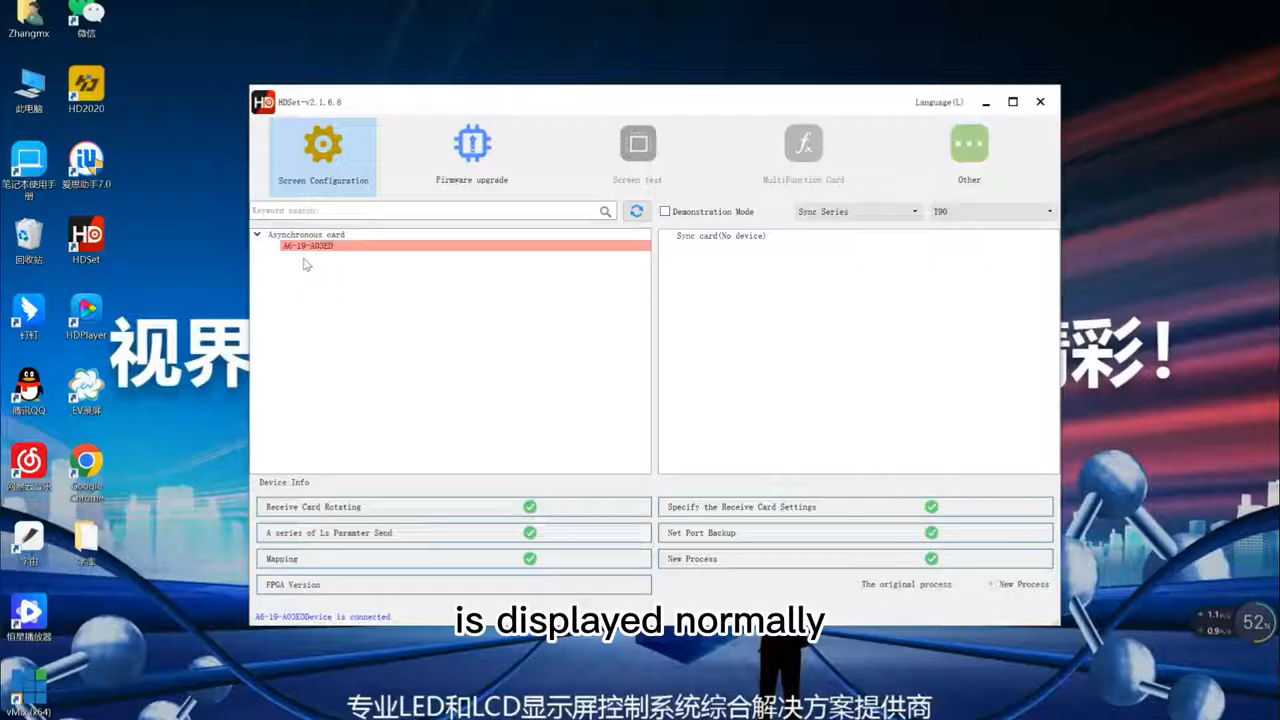 Zhangmx
微信
此电脑
HD2020
笔记本使用手册
爱思助手7.0
回收站
HDSet
钉钉
HDPlayer
腾讯QQ
EV录屏
网易云音乐
Google Chrome
字由
恒星播放器
vMix (x64)
HDSet-v2.1.6.8
Language(L)
Screen Configuration
Firmware upgrade
Screen test
MultiFunction Card
Other
Keyword search:
Demonstration Mode
Sync Series
T90
Asynchronous card
A6-19-A03ED
Sync card(No device)
Device Info
Receive Card Rotating
Specify the Receive Card Settings
A series of Ls Paramter Send
Net Port Backup
Mapping
New Process
FPGA Version
The original process
New Process
A6-19-A03EDDevice is connected
is displayed normally
视界
精彩!
1.1K/s
0.9K/s
52%
专业LED和LCD显示屏控制系统综合解决方案提供商